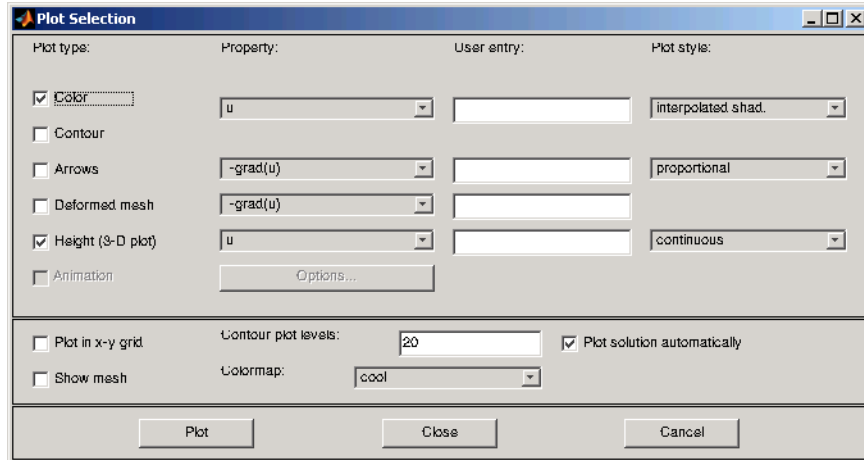 Plot Selection
Plot type: Property: User entry: Plot style:
Color u interpolated shad.
Contour
Arrows -grad(u) proportional
Deformed mesh -grad(u)
Height (3-D plot) u continuous
Animation Options...
Plot in x-y grid Contour plot levels: 20 Plot solution automatically
Show mesh Colormap: cool
Plot Close Cancel